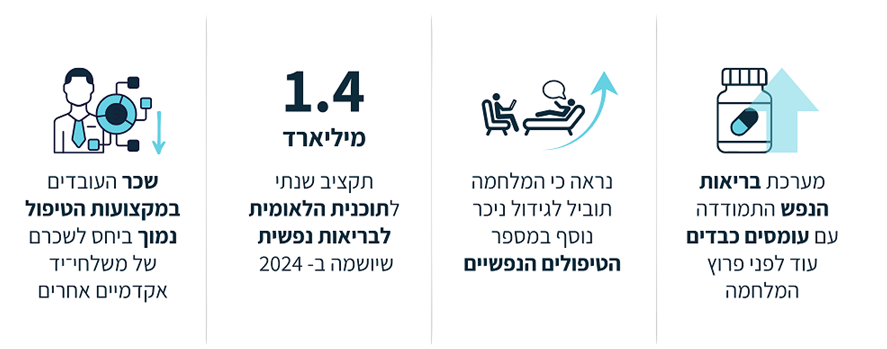 מערכת בריאות
הנפש התמודדה
עם עומסים כבדים
עוד לפני פרוץ
המלחמה
נראה כי המלחמה
תוביל לגידול ניכר
נוסף במספר
הטיפולים הנפשיים
1.4
מיליארד
תקציב שנתי
לתוכנית הלאומית
לבריאות נפשית
שיושמה ב- 2024
שכר העובדים
במקצועות הטיפול
נמוך ביחס לשכרם
של משלחי־יד
אקדמיים אחרים